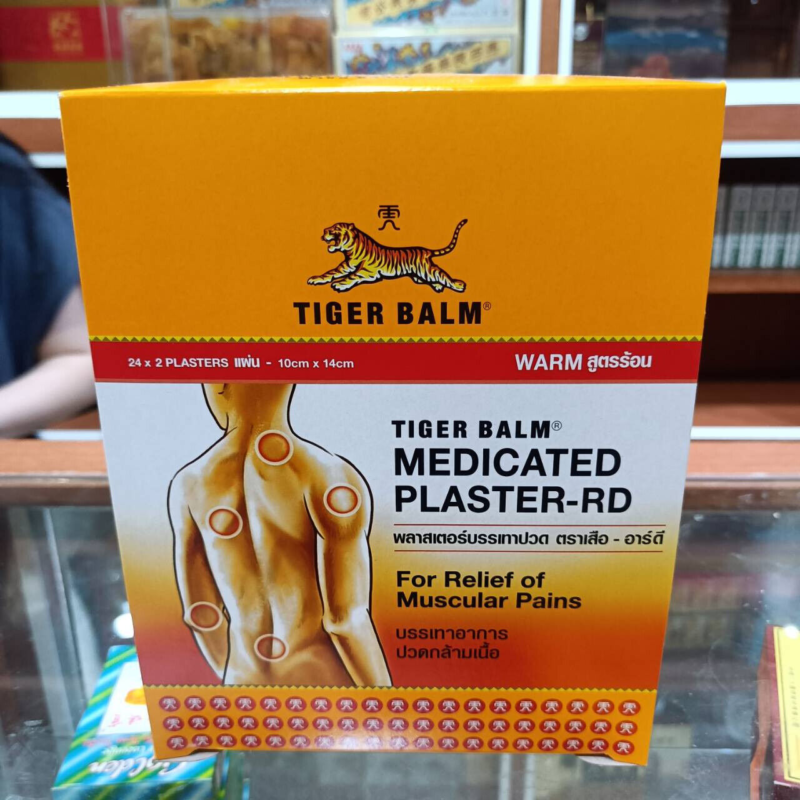 TIGER BALM®
24 x 2 PLASTERS แผ่น - 10cm x 14cm
WARM สูตรร้อน
TIGER BALM®
MEDICATED
PLASTER-RD
พลาสเตอร์บรรเทาปวด ตราเสือ - อาร์ดี
For Relief of
Muscular Pains
บรรเทาอาการ
ปวดกล้ามเนื้อ
Golden